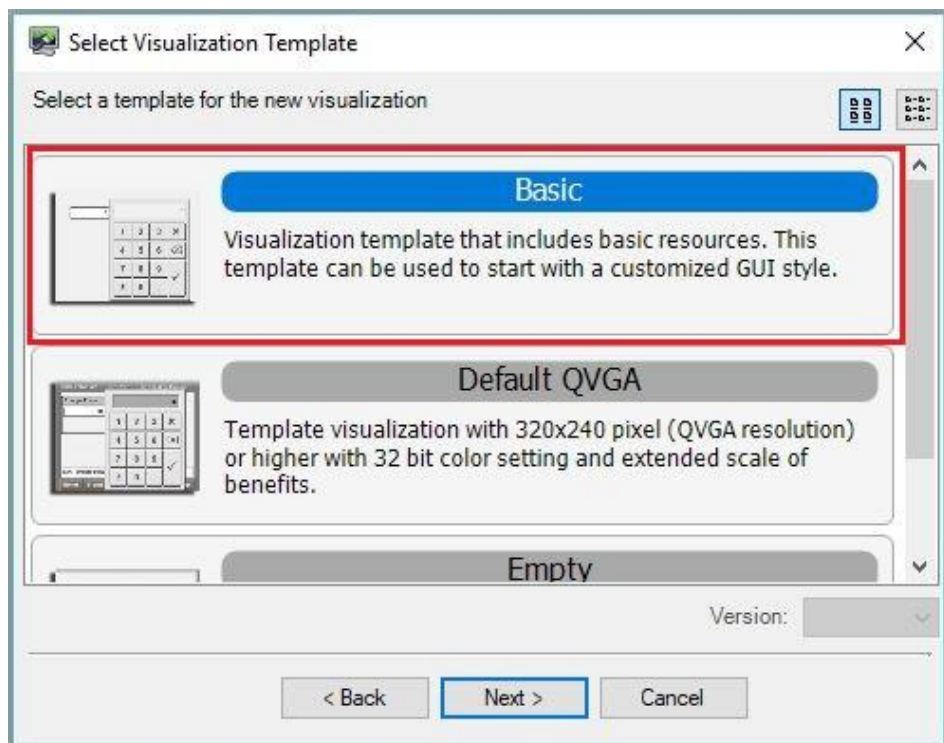 Select Visualization Template
Select a template for the new visualization
Basic
Visualization template that includes basic resources. This
template can be used to start with a customized GUI style.
Default QVGA
Template visualization with 320x240 pixel (QVGA resolution)
or higher with 32 bit color setting and extended scale of
benefits.
Empty
Version:
< Back
Next >
Cancel